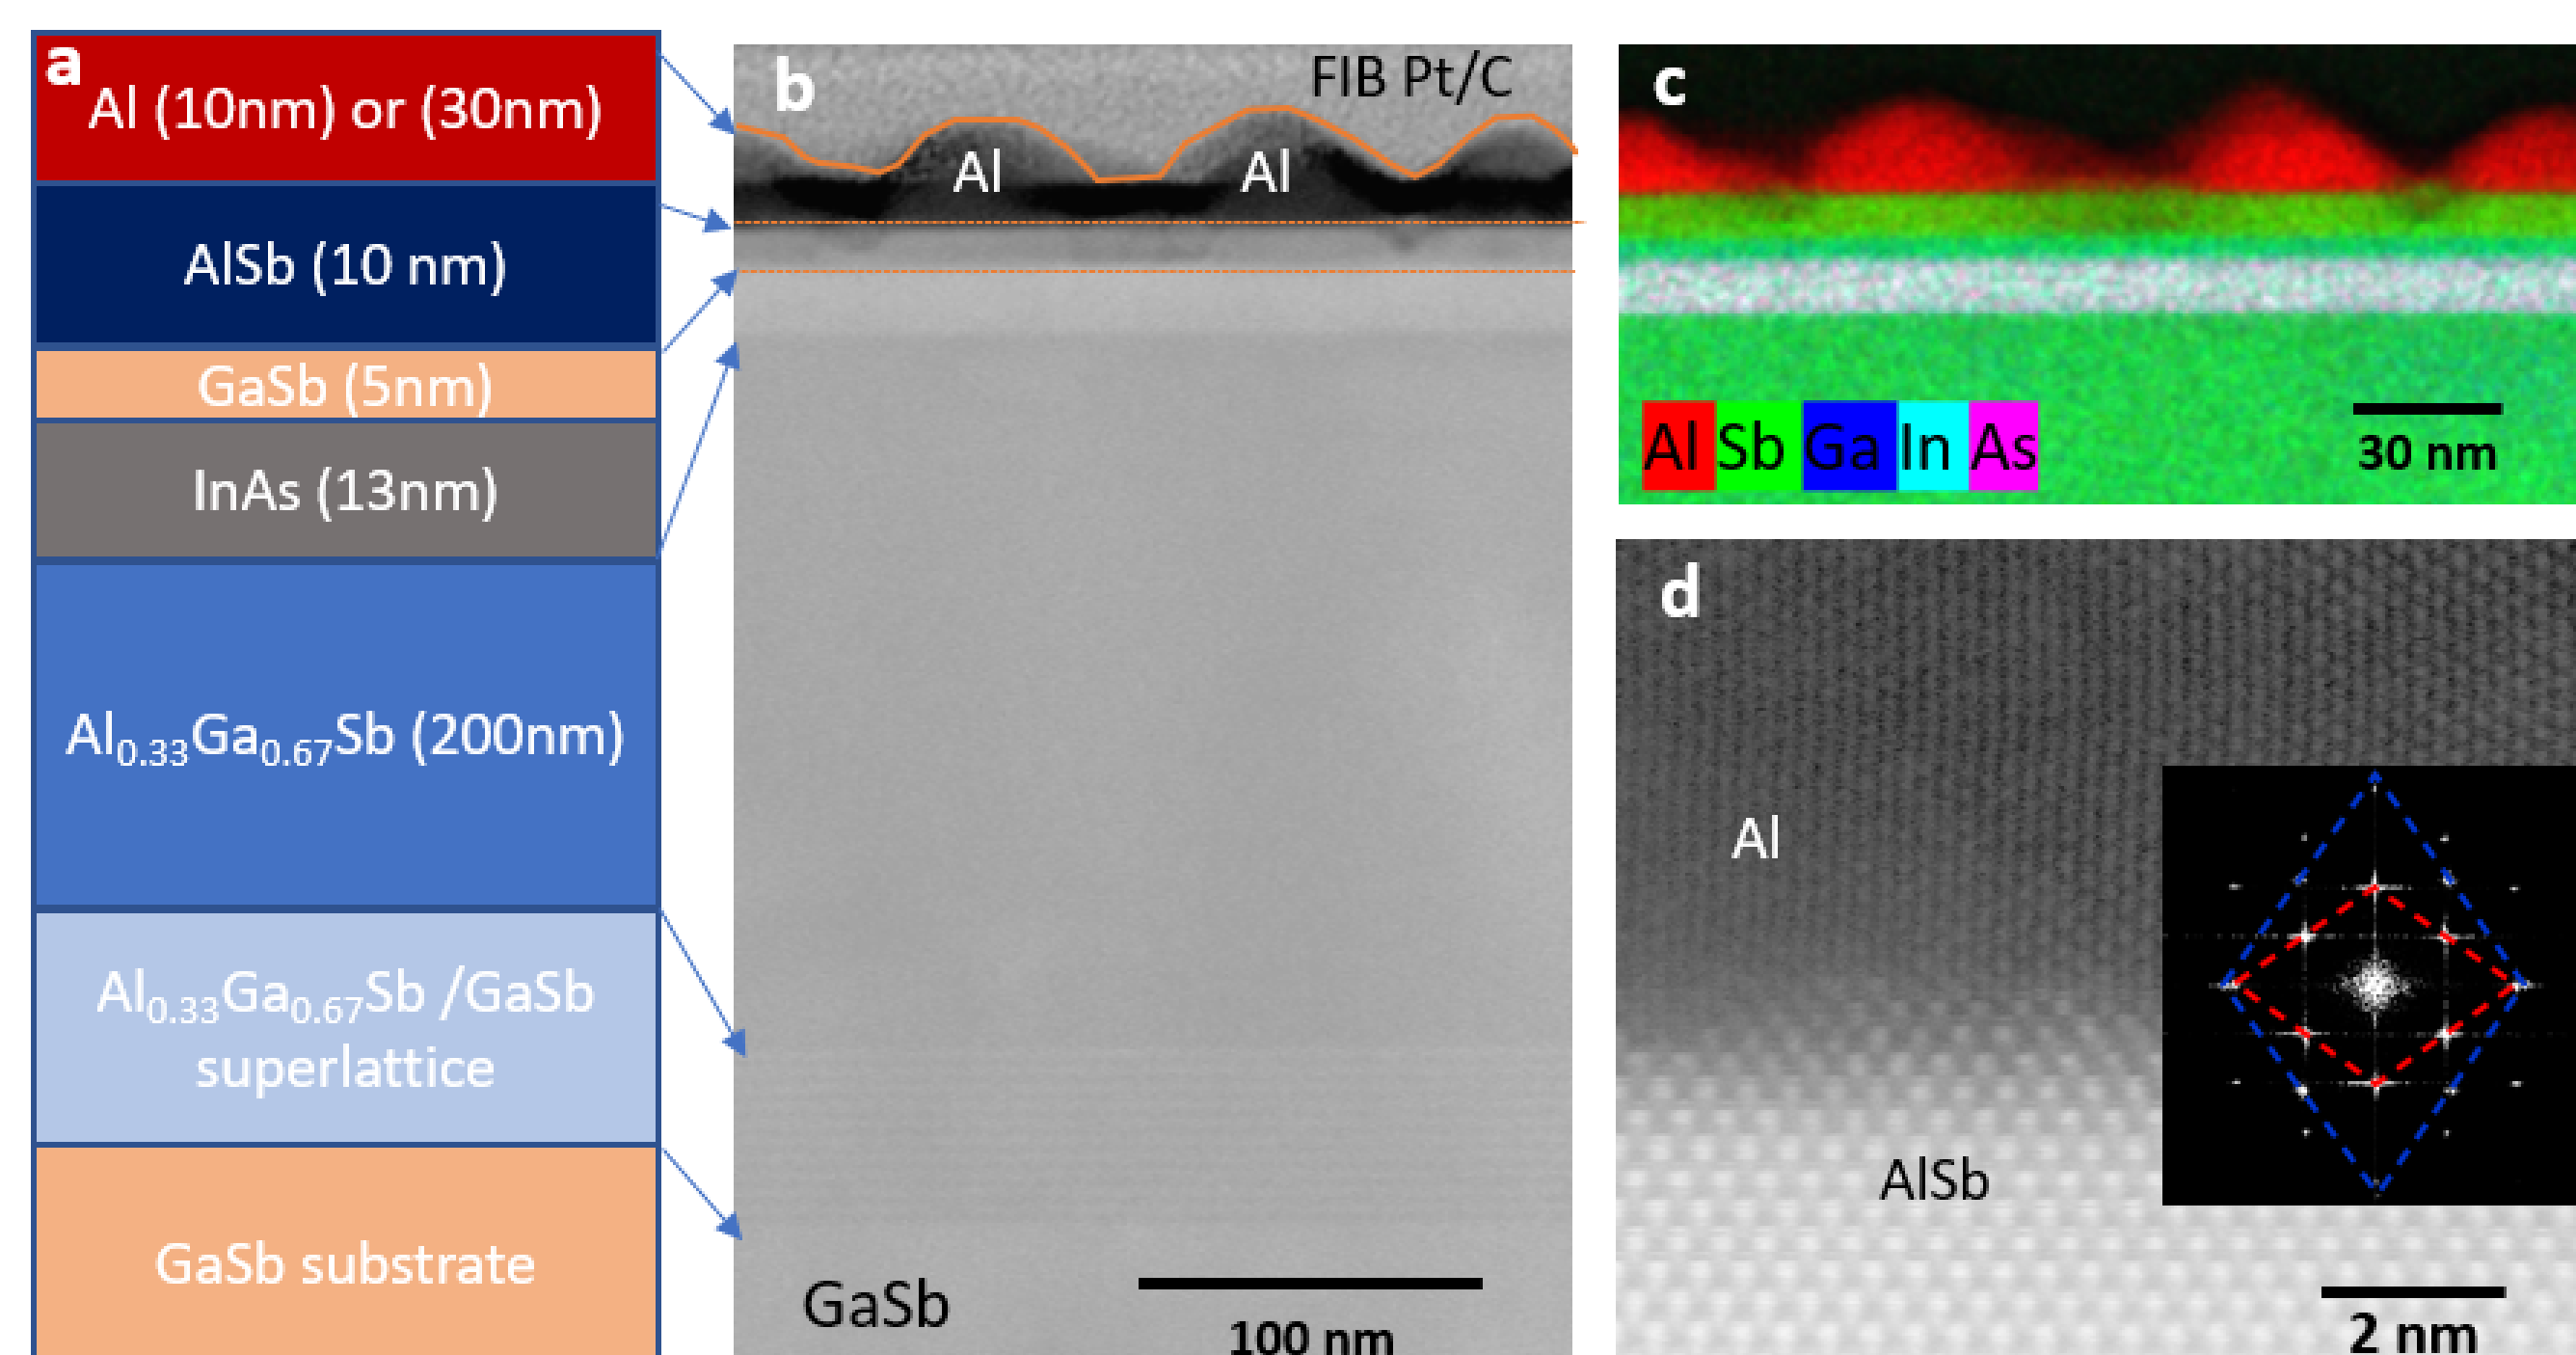 a
Al (10nm) or (30nm)
AlSb (10 nm)
GaSb (5nm)
InAs (13nm)
Al₀.₃₃Ga₀.₆₇Sb (200nm)
Al₀.₃₃Ga₀.₆₇Sb /GaSb
superlattice
GaSb substrate
b
FIB Pt/C
Al Al
GaSb
100 nm
c
Al Sb Ga In As
30 nm
d
Al
AlSb
2 nm